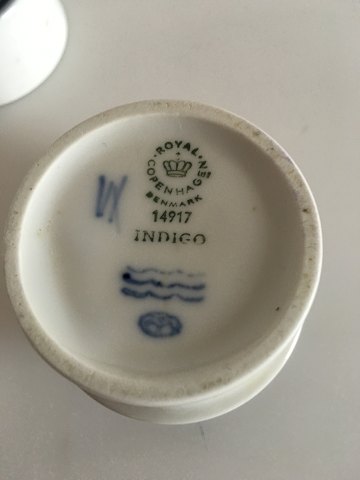 ROYAL
COPENHAGEN
DENMARK
14917
INDIGO